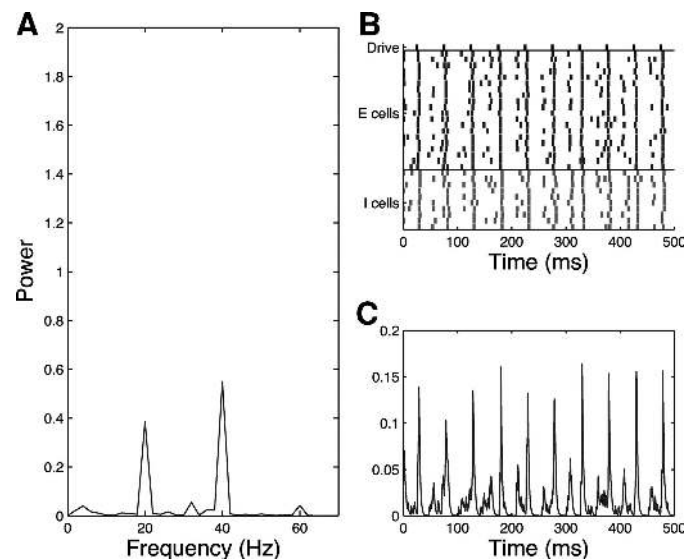 A
2
1.8
1.6
1.4
1.2
1
0.8
0.6
0.4
0.2
0
Power
0 20 40 60
Frequency (Hz)
B
Drive
E cells
I cells
0 100 200 300 400 500
Time (ms)
C
0.2
0.15
0.1
0.05
0
0 100 200 300 400 500
Time (ms)